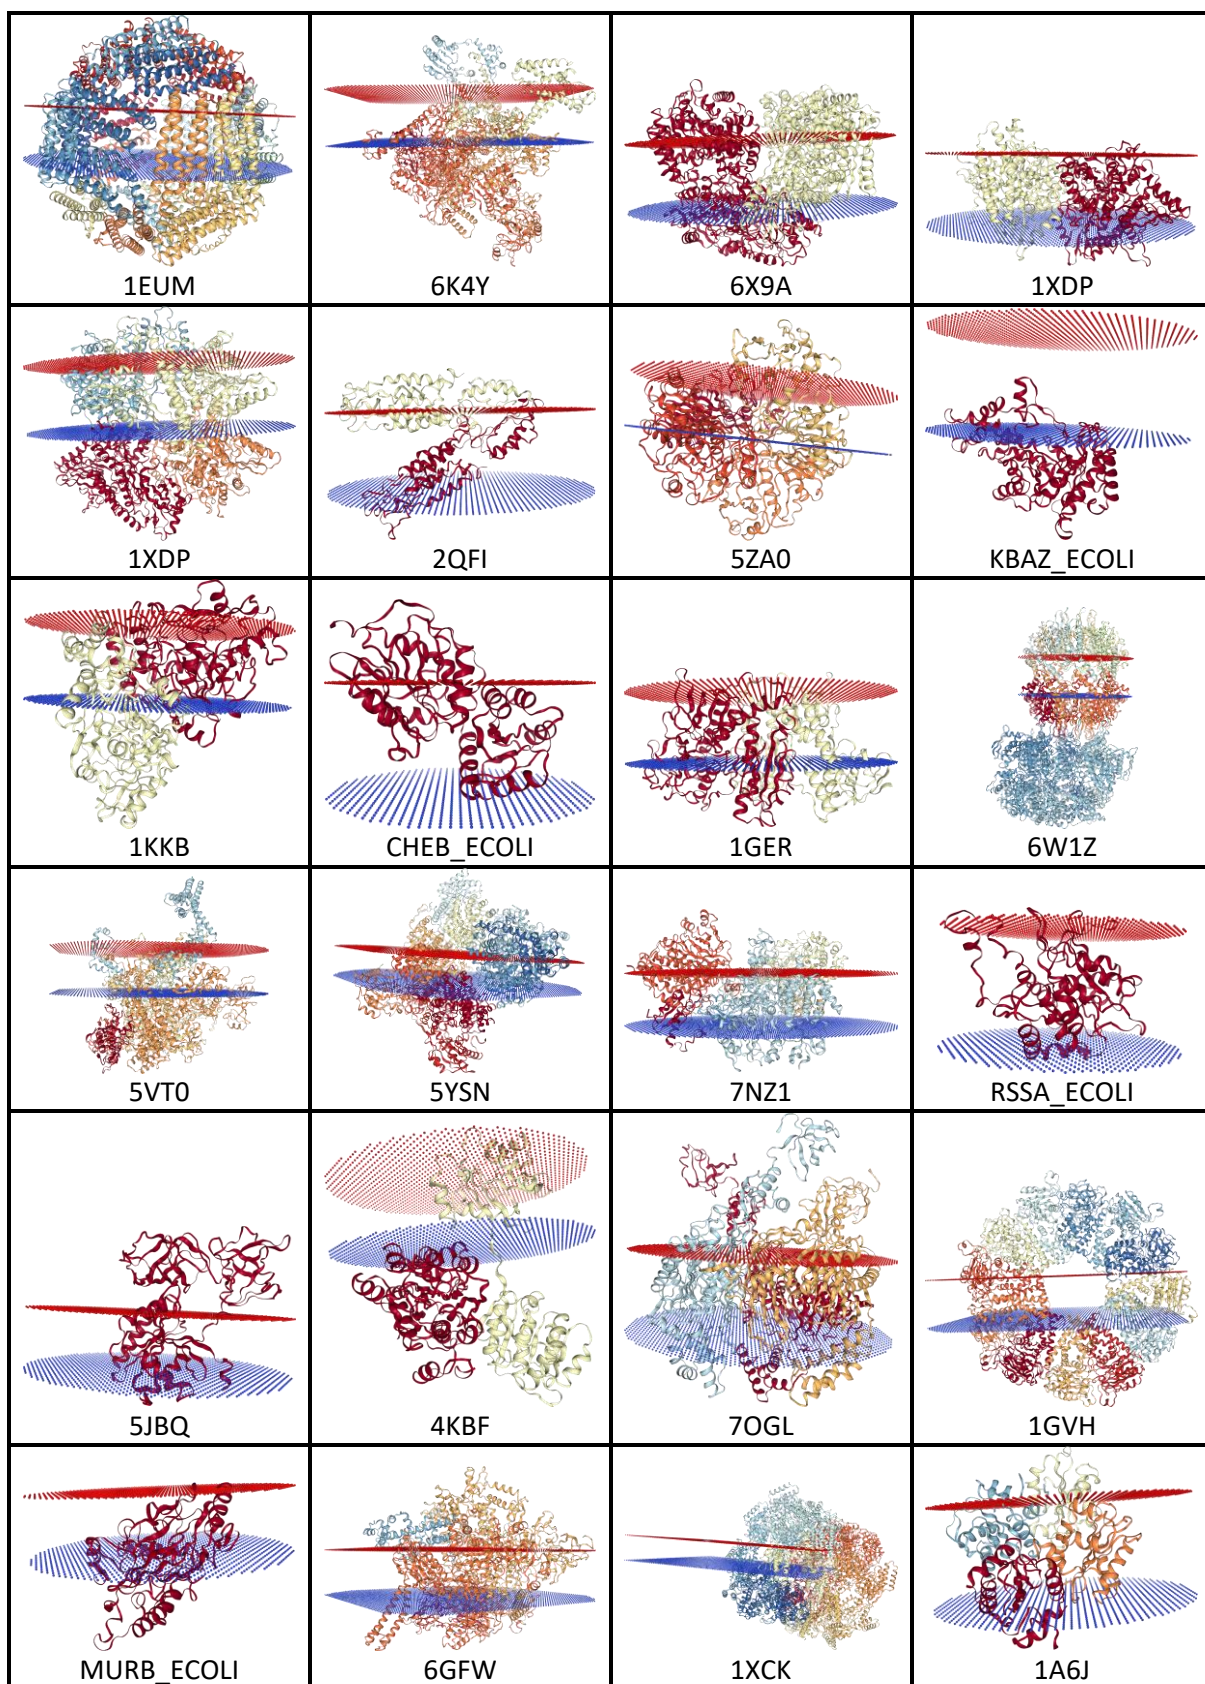 1EUM
6K4Y
6X9A
1XDP
1XDP
2QFI
5ZA0
KBAZ_ECOLI
1KKB
CHEB_ECOLI
1GER
6W1Z
5VT0
5YSN
7NZ1
RSSA_ECOLI
5JBQ
4KBF
7OGL
1GVH
MURB_ECOLI
6GFW
1XCK
1A6J